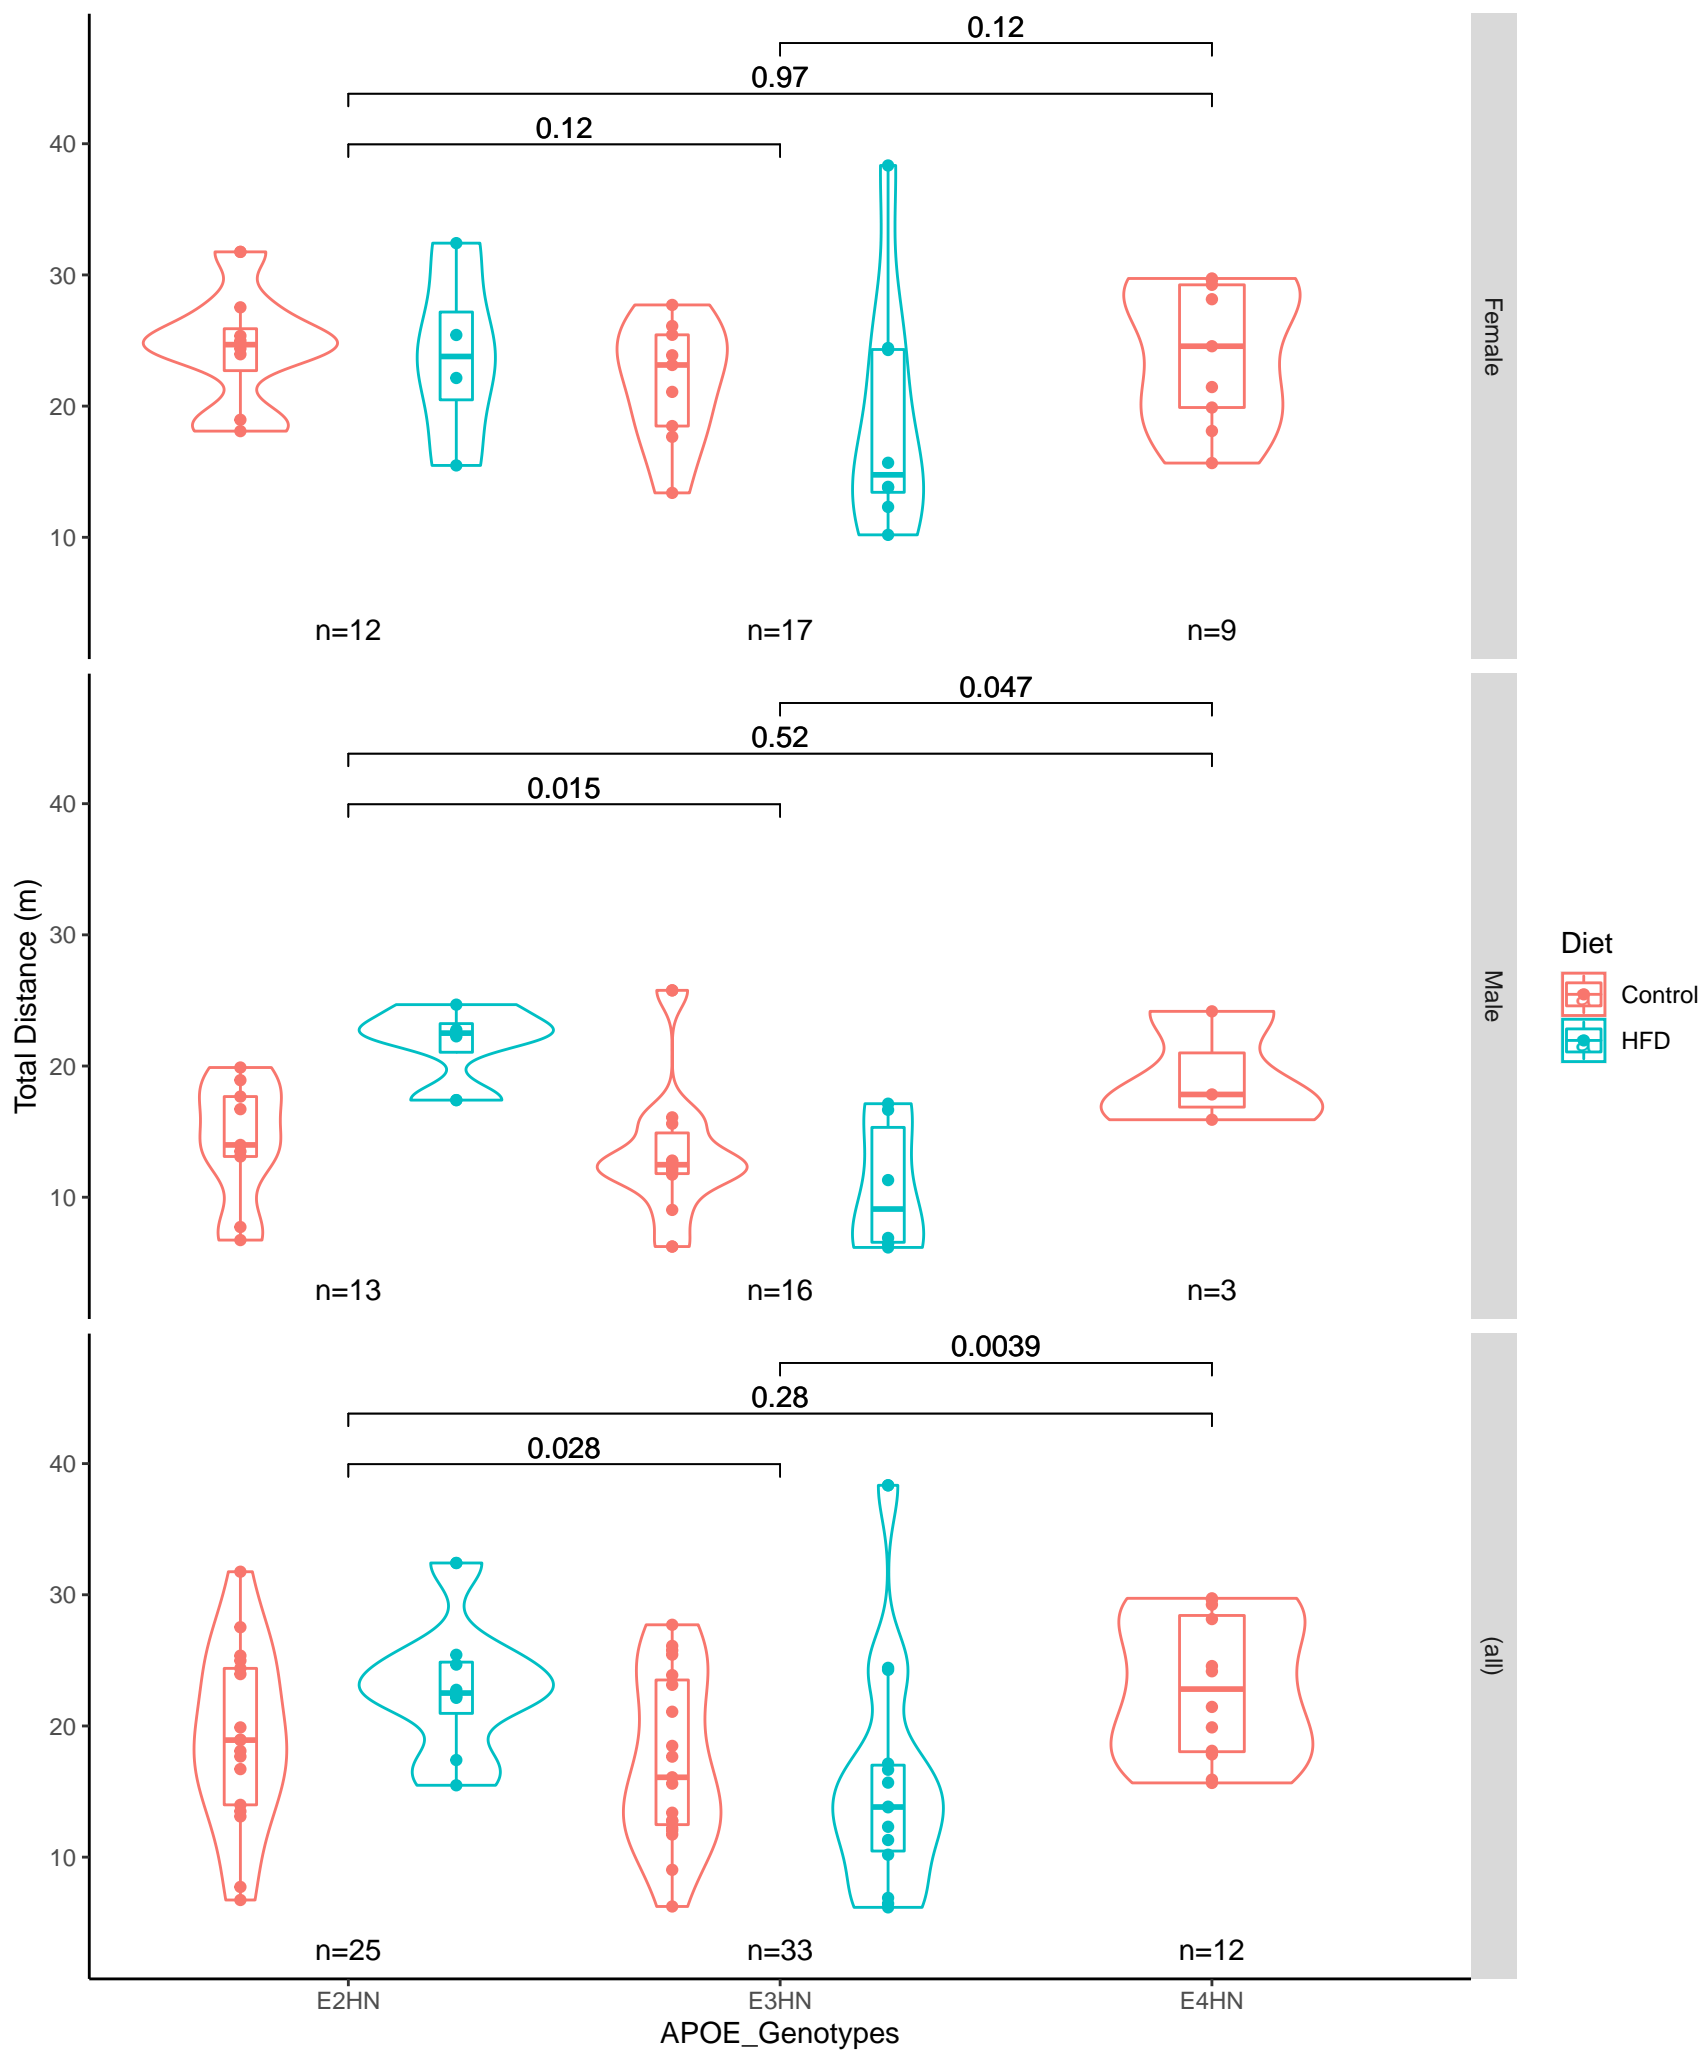 0.12
0.97
0.12
40
30
20
10
n=12
n=17
n=9
Female
0.047
0.52
0.015
40
30
20
10
n=13
n=16
n=3
Male
Total Distance (m)
Diet
Control
HFD
0.0039
0.28
0.028
40
30
20
10
n=25
n=33
n=12
(all)
E2HN
E3HN
E4HN
APOE_Genotypes